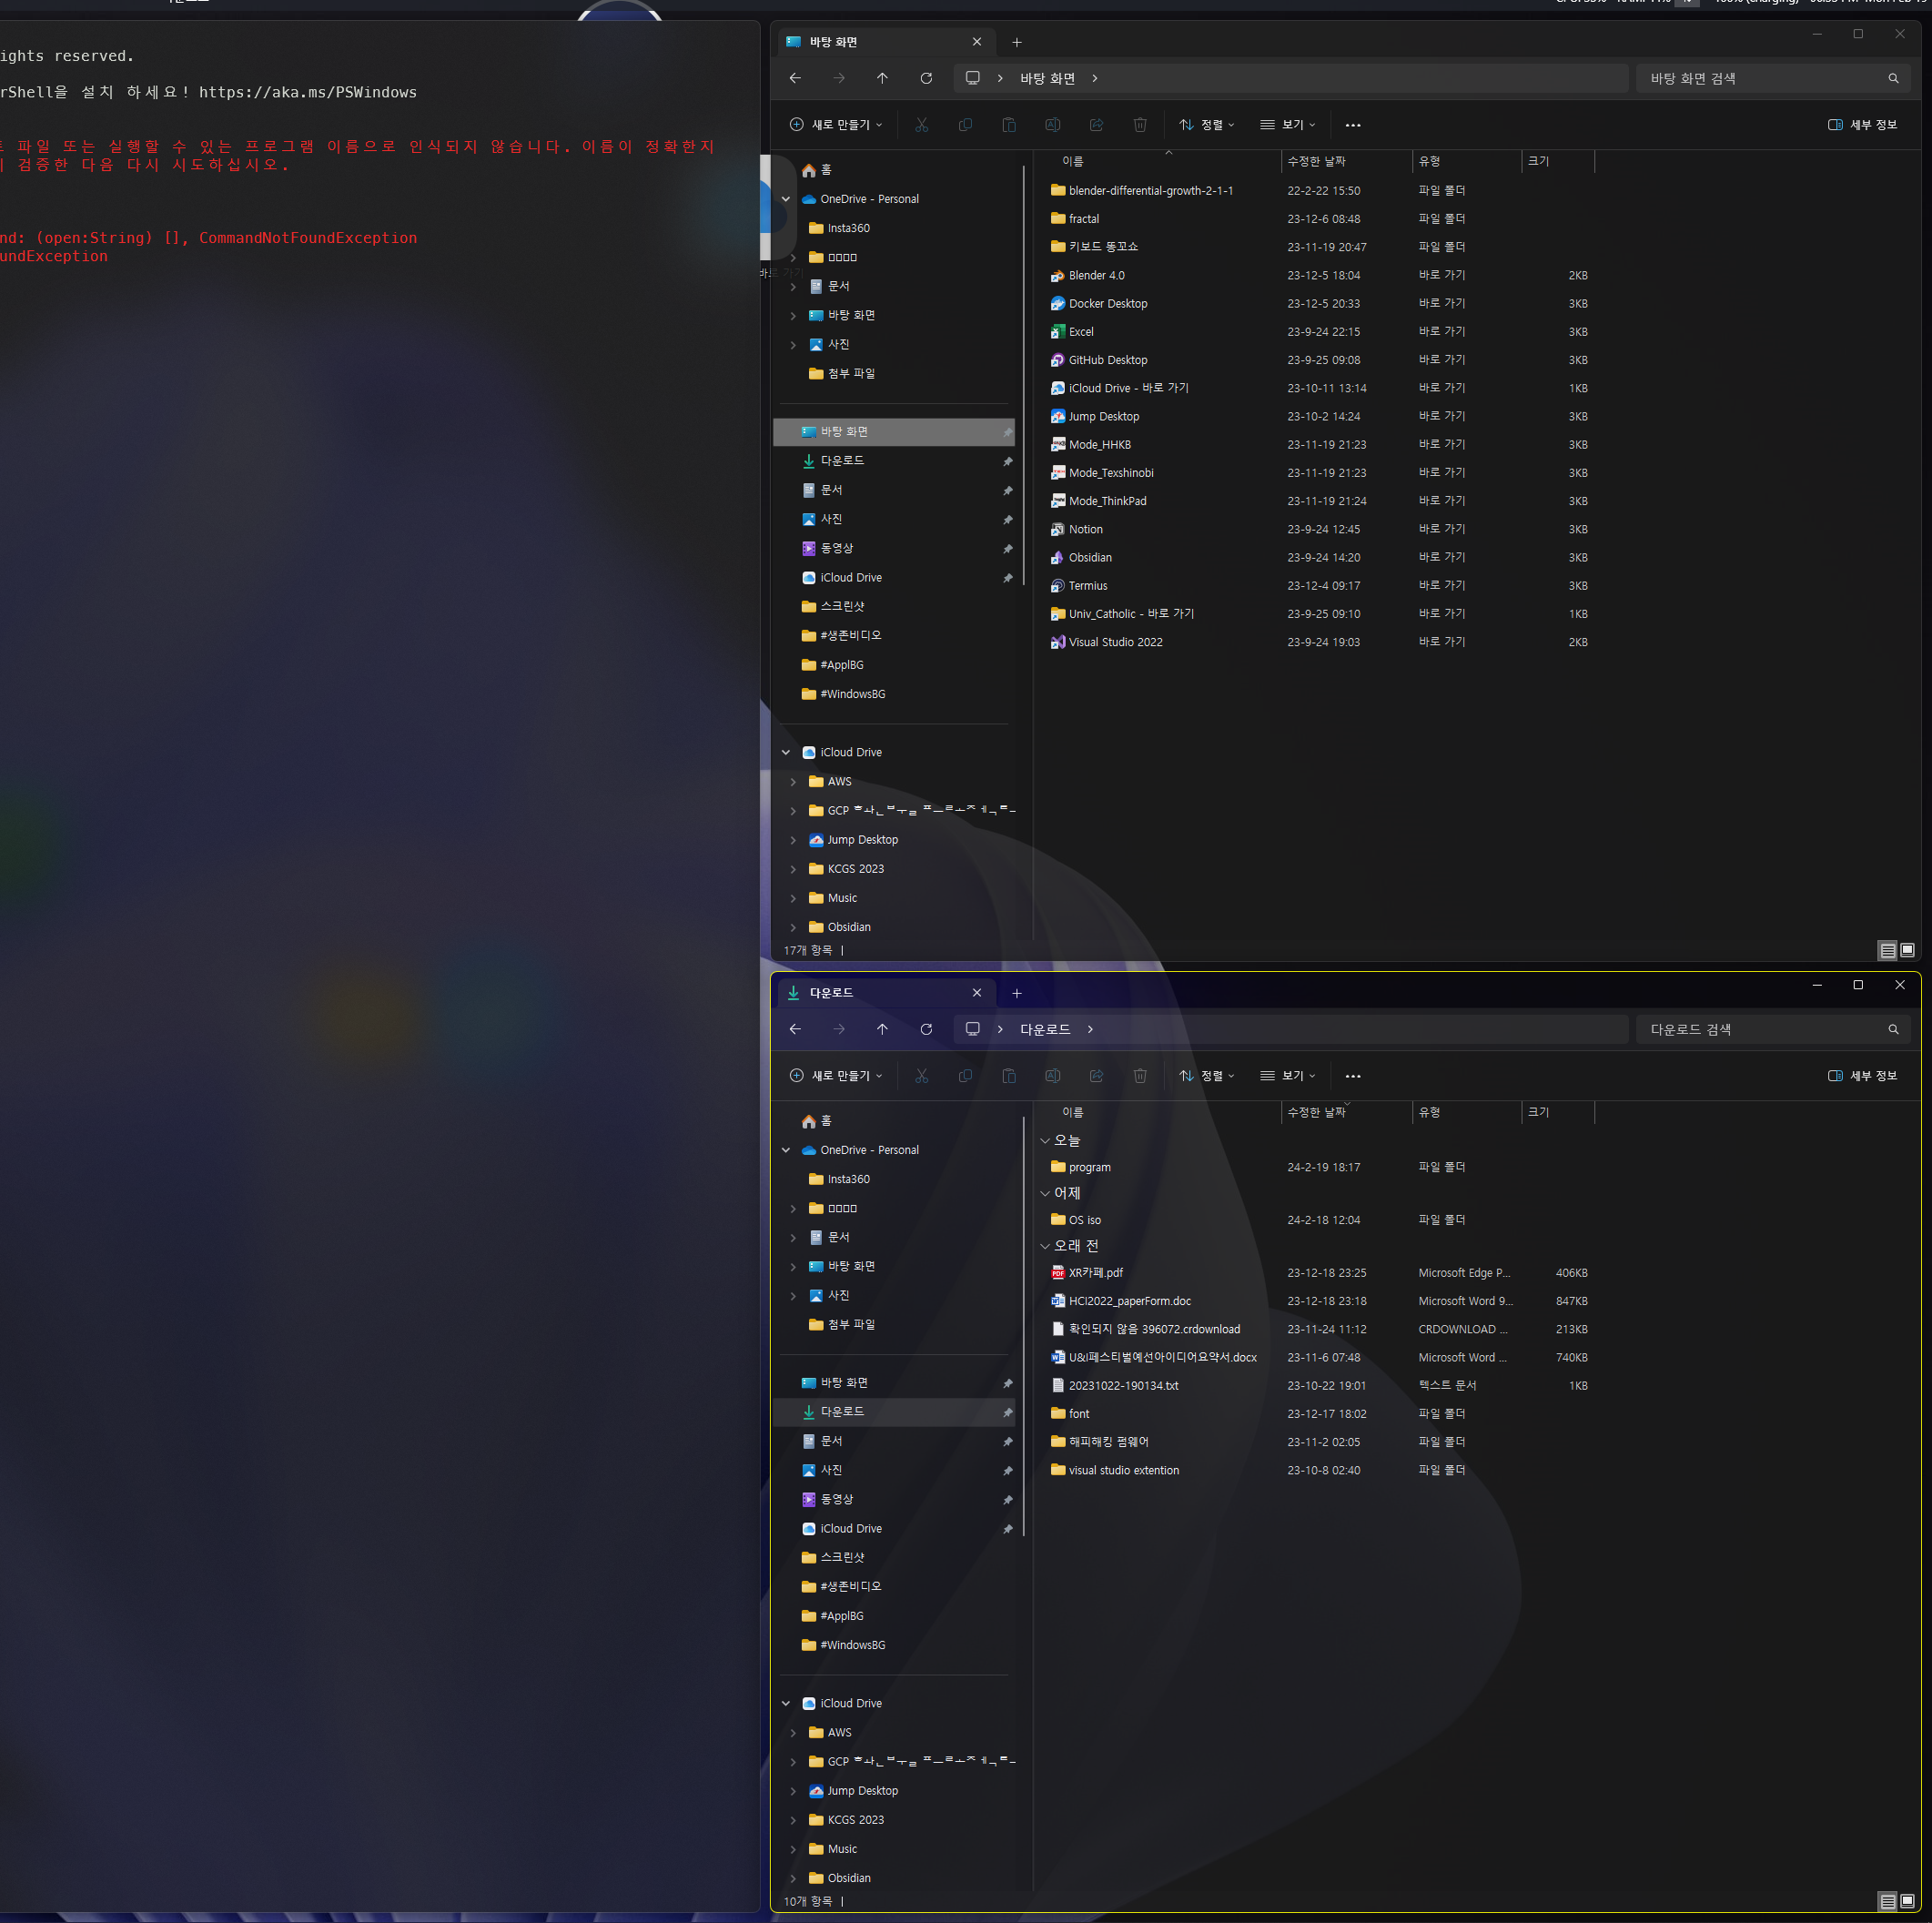 ights reserved.
rShell을 설치 하세요! https://aka.ms/PSWindows
파일 또는 실행할 수 있는 프로그램 이름으로 인식되지 않습니다. 이름이 정확한지
검증한 다음 다시 시도하십시오.
nd: (open:String) [], CommandNotFoundException
undException
바탕 화면
바탕 화면
바탕 화면 검색
새로 만들기
정렬
보기
세부 정보
이름 수정한 날짜 유형 크기
홈
OneDrive - Personal
Insta360
문서
바탕 화면
사진
첨부 파일
바탕 화면
다운로드
문서
사진
동영상
iCloud Drive
스크린샷
#생존비디오
#ApplBG
#WindowsBG
iCloud Drive
AWS
GCP
Jump Desktop
KCGS 2023
Music
Obsidian
blender-differential-growth-2-1-1 22-2-22 15:50 파일 폴더
fractal 23-12-6 08:48 파일 폴더
키보드 똥꼬쇼 23-11-19 20:47 파일 폴더
Blender 4.0 23-12-5 18:04 바로 가기 2KB
Docker Desktop 23-12-5 20:33 바로 가기 3KB
Excel 23-9-24 22:15 바로 가기 3KB
GitHub Desktop 23-9-25 09:08 바로 가기 3KB
iCloud Drive - 바로 가기 23-10-11 13:14 바로 가기 1KB
Jump Desktop 23-10-2 14:24 바로 가기 3KB
Mode_HHKB 23-11-19 21:23 바로 가기 3KB
Mode_Texshinobi 23-11-19 21:23 바로 가기 3KB
Mode_ThinkPad 23-11-19 21:24 바로 가기 3KB
Notion 23-9-24 12:45 바로 가기 3KB
Obsidian 23-9-24 14:20 바로 가기 3KB
Termius 23-12-4 09:17 바로 가기 3KB
Univ_Catholic - 바로 가기 23-9-25 09:10 바로 가기 1KB
Visual Studio 2022 23-9-24 19:03 바로 가기 2KB
17개 항목
다운로드
다운로드
다운로드 검색
새로 만들기
정렬
보기
세부 정보
이름 수정한 날짜 유형 크기
홈
OneDrive - Personal
Insta360
문서
바탕 화면
사진
첨부 파일
바탕 화면
다운로드
문서
사진
동영상
iCloud Drive
스크린샷
#생존비디오
#ApplBG
#WindowsBG
iCloud Drive
AWS
GCP
Jump Desktop
KCGS 2023
Music
Obsidian
오늘
program 24-2-19 18:17 파일 폴더
어제
OS iso 24-2-18 12:04 파일 폴더
오래 전
XR카페.pdf 23-12-18 23:25 Microsoft Edge P... 406KB
HCI2022_paperForm.doc 23-12-18 23:18 Microsoft Word 9... 847KB
확인되지 않음 396072.crdownload 23-11-24 11:12 CRDOWNLOAD ... 213KB
U&I페스티벌예선아이디어요약서.docx 23-11-6 07:48 Microsoft Word ... 740KB
20231022-190134.txt 23-10-22 19:01 텍스트 문서 1KB
font 23-12-17 18:02 파일 폴더
해피해킹 펌웨어 23-11-2 02:05 파일 폴더
visual studio extention 23-10-8 02:40 파일 폴더
10개 항목